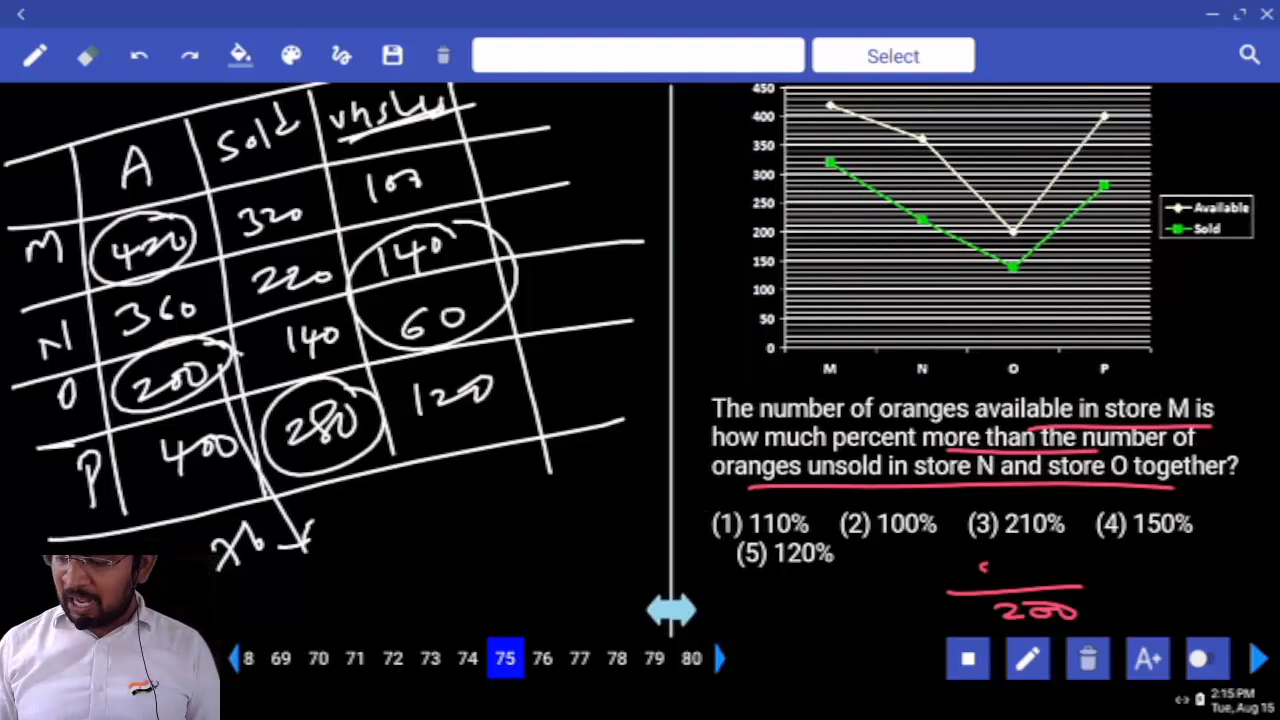 Select
A Sold
M 420 320 100
N 360 220 140
O 200 140 60
P 400 280 120
450
400
350
300
250
200
150
100
50
0
M N O P
Available
Sold
The number of oranges available in store M is
how much percent more than the number of
oranges unsold in store N and store O together?
(1) 110% (2) 100% (3) 210% (4) 150%
(5) 120%
200
8 69 70 71 72 73 74 75 76 77 78 79 80
A+
2:15 PM
Tue, Aug 15